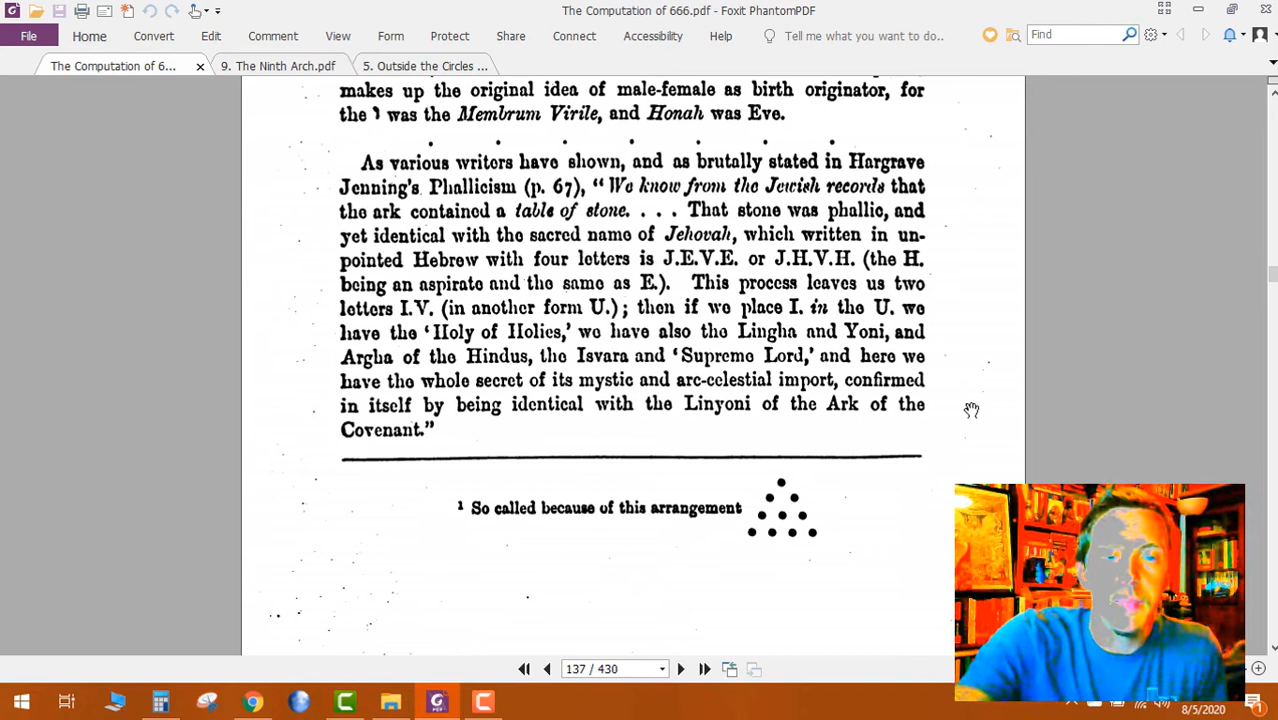 The Computation of 666.pdf - Foxit PhantomPDF
File Home Convert Edit Comment View Form Protect Share Connect Accessibility Help Tell me what you want to do.. Find
The Computation of 6... 9. The Ninth Arch.pdf 5. Outside the Circles ...
makes up the original idea of male-female as birth originator, for
the י was the Membrum Virile, and Honah was Eve.
As various writers have shown, and as brutally stated in Hargrave
Jenning's Phallicism (p. 67), “We know from the Jewish records that
the ark contained a table of stone. . . . That stone was phallic, and
yet identical with the sacred name of Jehovah, which written in un-
pointed Hebrew with four letters is J.E.V.E. or J.H.V.H. (the H.
being an aspirate and the same as E.). This process leaves us two
letters I.V. (in another form U.); then if we place I. in the U. we
have the ‘Holy of Holies,’ we have also the Lingha and Yoni, and
Argha of the Hindus, the Isvara and ‘Supreme Lord,’ and here we
have the whole secret of its mystic and arc-celestial import, confirmed
in itself by being identical with the Linyoni of the Ark of the
Covenant.”
1 So called because of this arrangement
137 / 430
8/5/2020